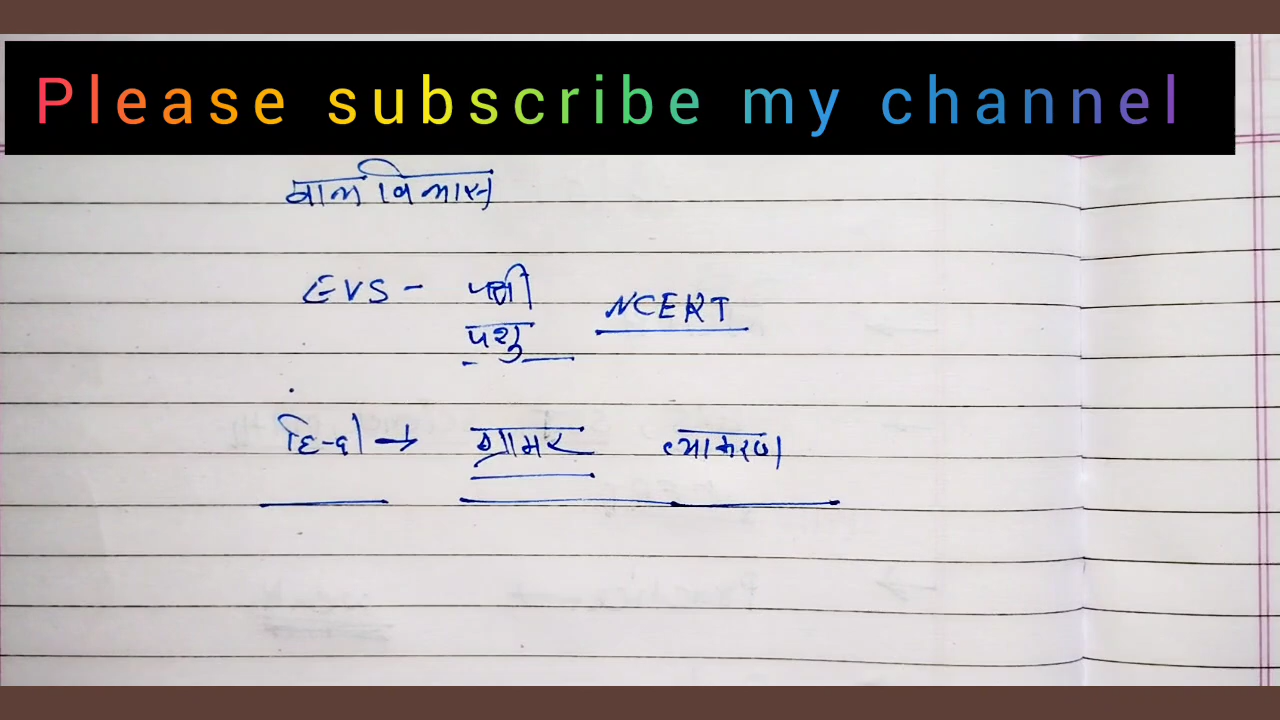 Please subscribe my channel
बाल विकास
EVS - पक्षी
पशु NCERT
हिन्दी → ग्रामर व्याकरण